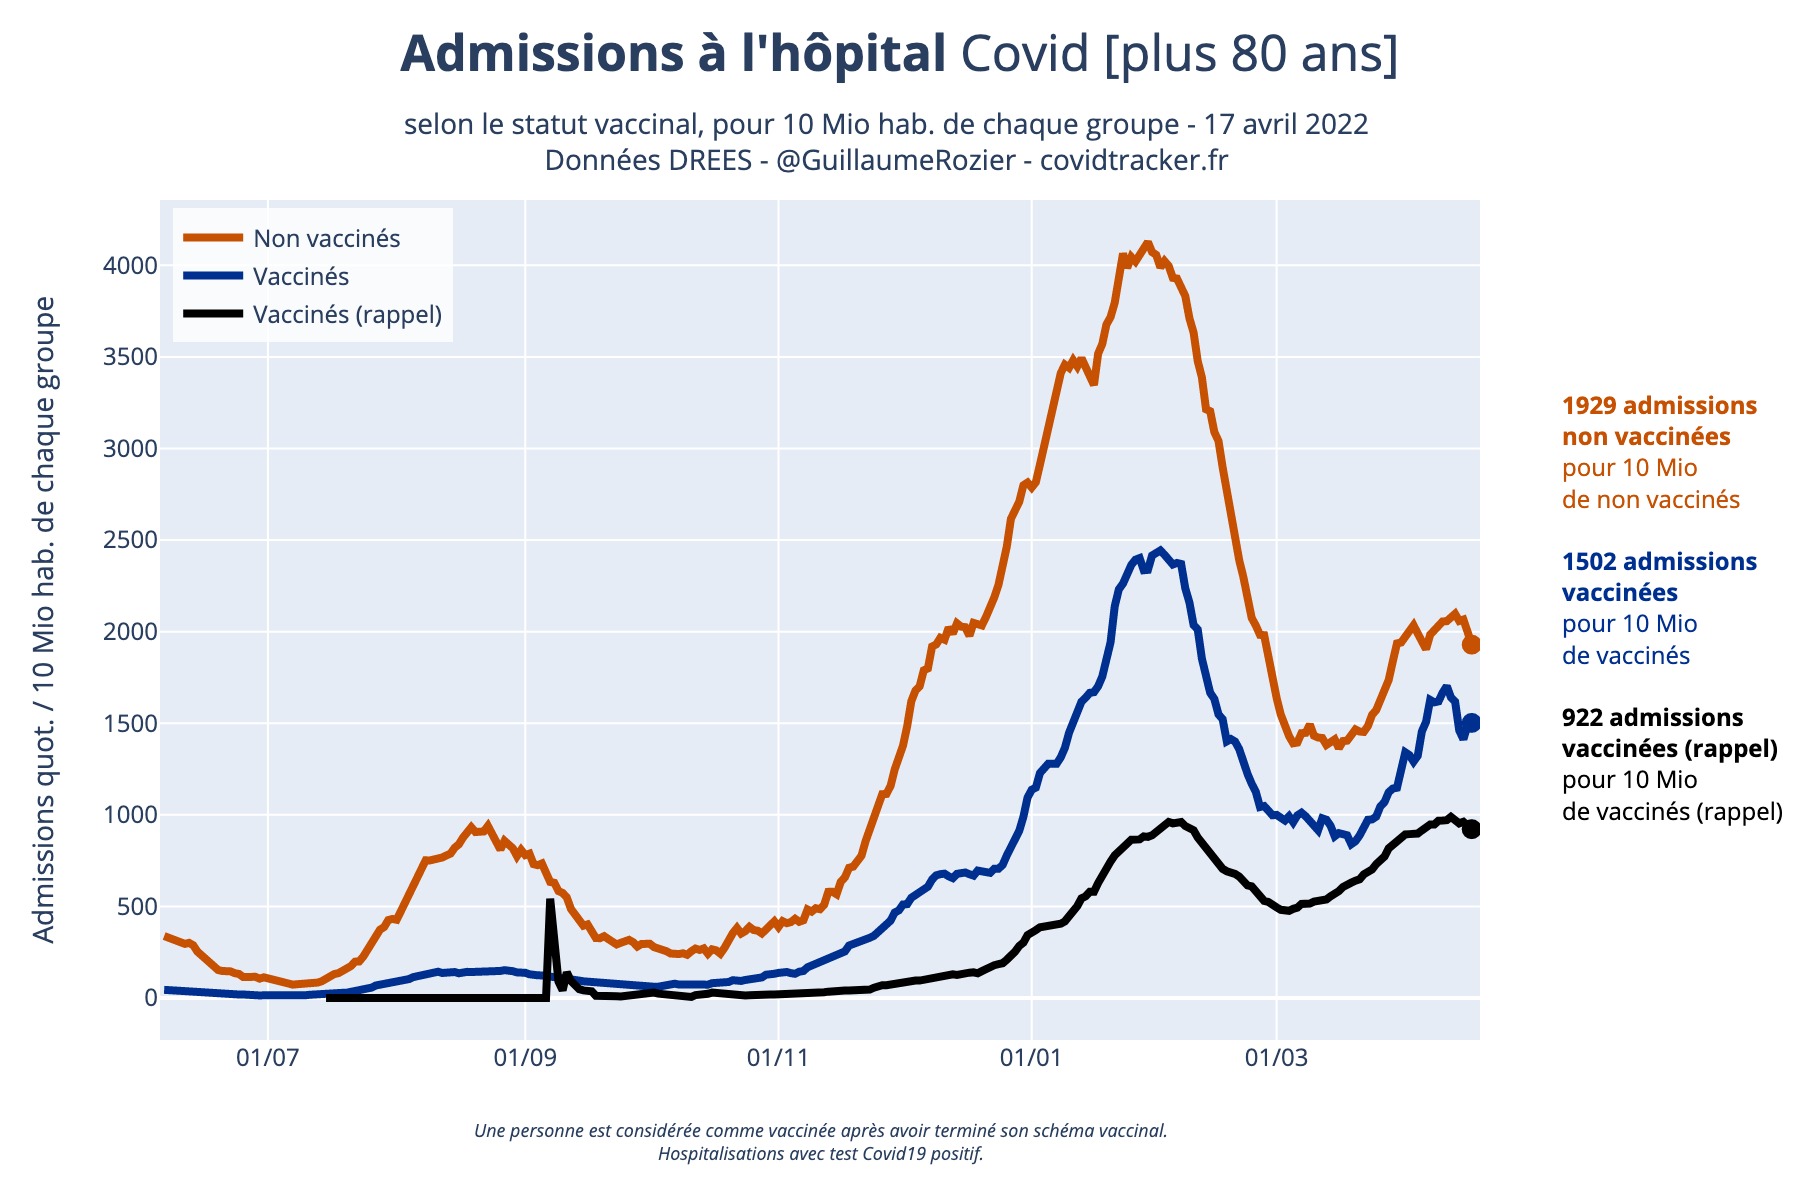 Admissions à l'hôpital Covid [plus 80 ans]
selon le statut vaccinal, pour 10 Mio hab. de chaque groupe - 17 avril 2022
Données DREES - @GuillaumeRozier - covidtracker.fr
Non vaccinés
Vaccinés
Vaccinés (rappel)
Admissions quot. / 10 Mio hab. de chaque groupe
4000
3500
3000
2500
2000
1500
1000
500
0
01/07
01/09
01/11
01/01
01/03
1929 admissions
non vaccinées
pour 10 Mio
de non vaccinés
1502 admissions
vaccinées
pour 10 Mio
de vaccinés
922 admissions
vaccinées (rappel)
pour 10 Mio
de vaccinés (rappel)
Une personne est considérée comme vaccinée après avoir terminé son schéma vaccinal.
Hospitalisations avec test Covid19 positif.